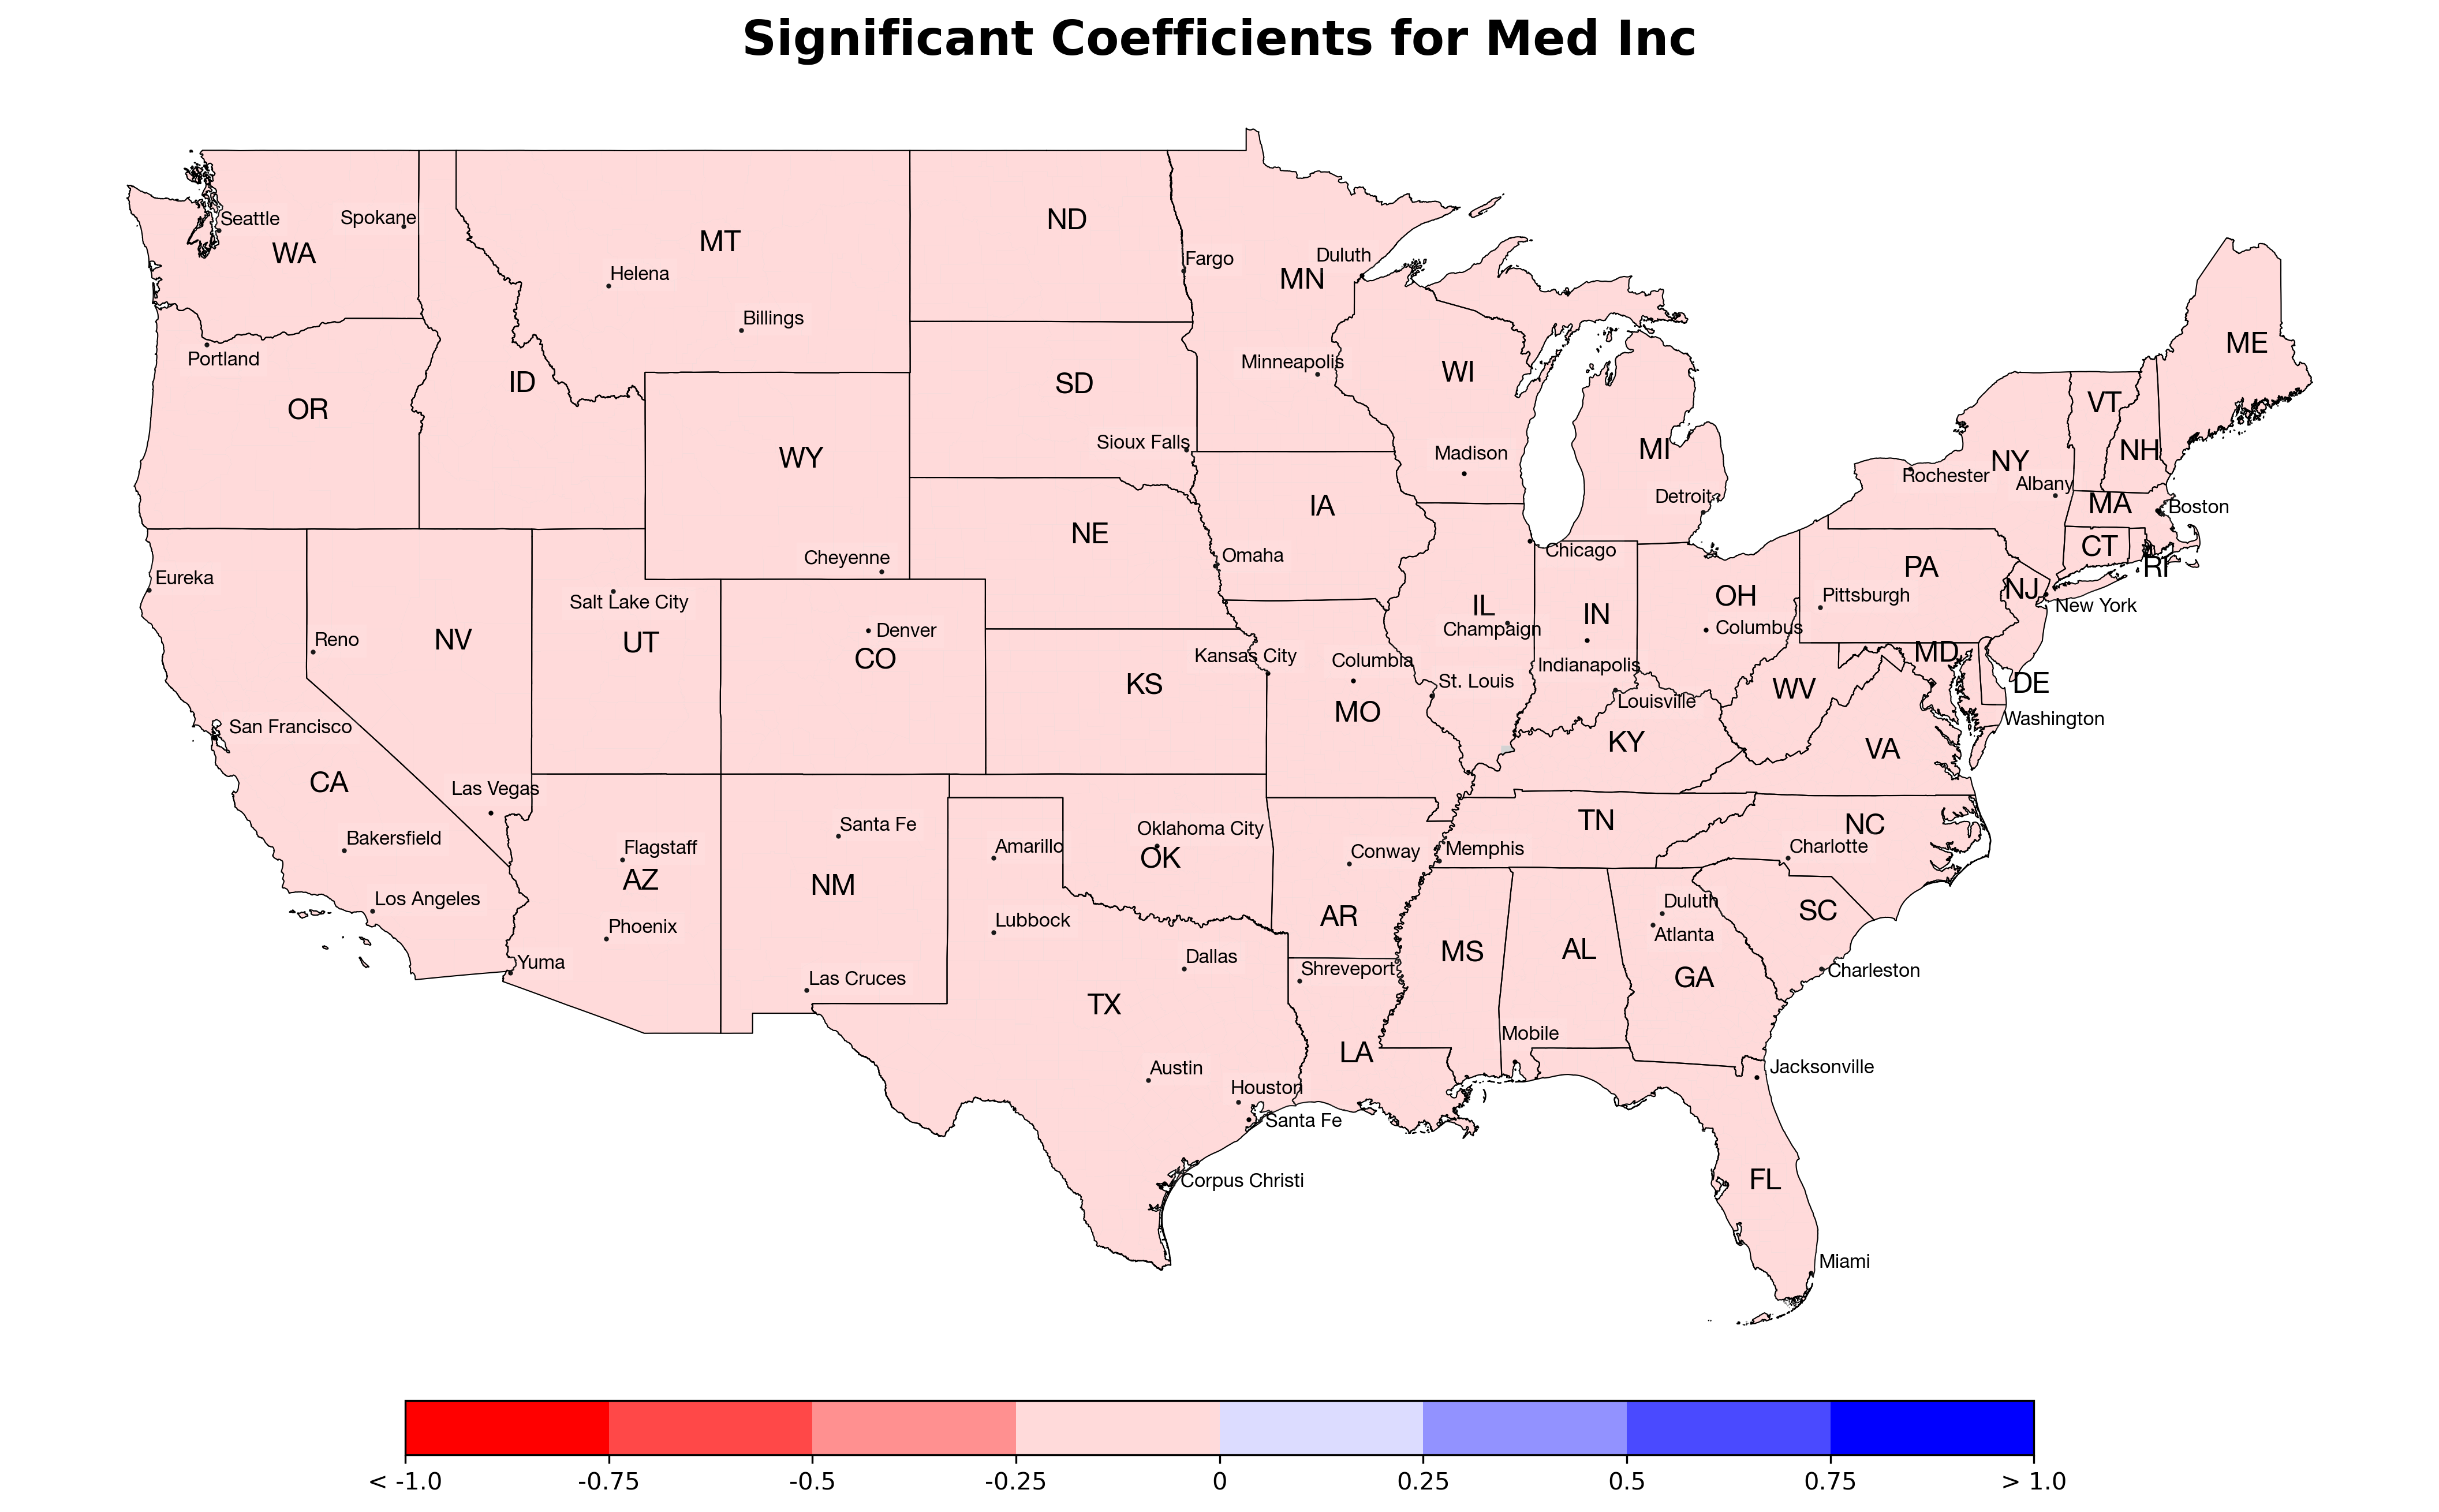 Significant Coefficients for Med Inc
Seattle
Spokane
WA
MT
ND
Helena
Fargo
Duluth
MN
Billings
Portland
ME
Minneapolis
WI
ID
SD
OR
VT
Sioux Falls
Madison
MI
NH
WY
NY
Rochester
Albany
Detroit
MA
Boston
IA
NE
CT
Chicago
Omaha
Cheyenne
RI
PA
Eureka
NJ
New York
Salt Lake City
OH
Pittsburgh
IL
IN
Champaign
Denver
Columbus
Reno
NV
UT
CO
MD
Kansas City
Columbia
Indianapolis
St. Louis
KS
DE
WV
Louisville
MO
Washington
San Francisco
KY
VA
CA
Las Vegas
TN
NC
Santa Fe
Oklahoma City
Bakersfield
Flagstaff
Amarillo
OK
Conway
Memphis
Charlotte
AZ
NM
Los Angeles
Duluth
SC
Lubbock
AR
Phoenix
Atlanta
MS
AL
Yuma
Dallas
Shreveport
Charleston
Las Cruces
GA
TX
Mobile
LA
Austin
Jacksonville
Houston
Santa Fe
Corpus Christi
FL
Miami
< -1.0 -0.75 -0.5 -0.25 0 0.25 0.5 0.75 > 1.0